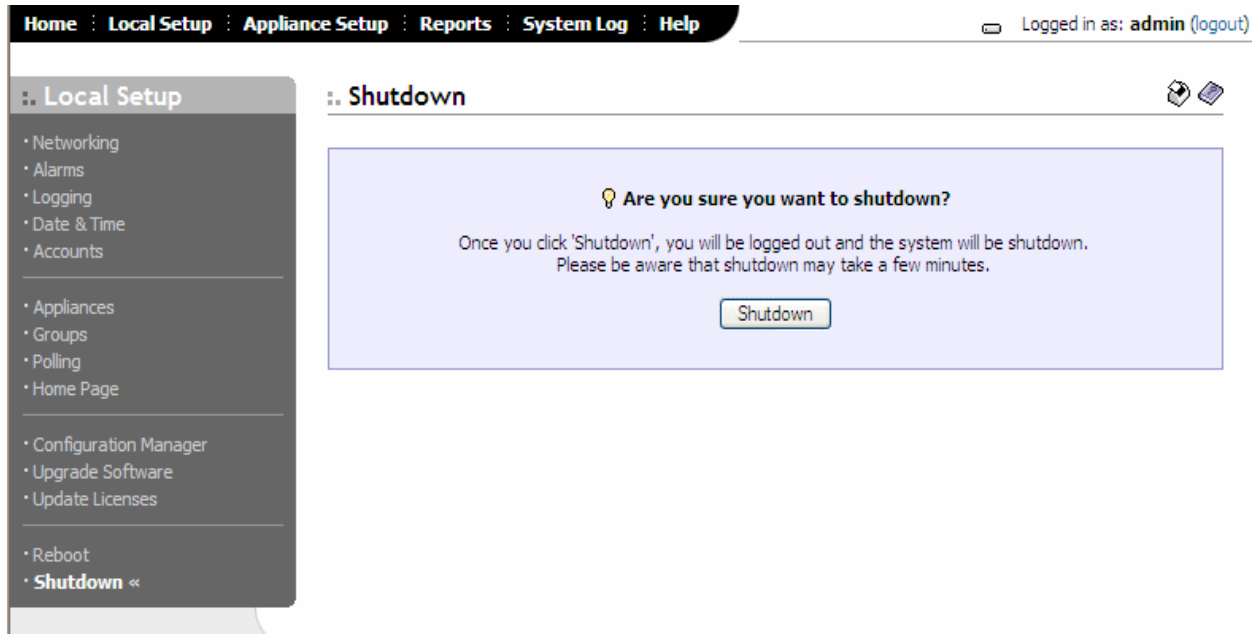 Home Local Setup Appliance Setup Reports System Log Help
Logged in as: admin (logout)
:. Local Setup
· Networking
· Alarms
· Logging
· Date & Time
· Accounts
· Appliances
· Groups
· Polling
· Home Page
· Configuration Manager
· Upgrade Software
· Update Licenses
· Reboot
· Shutdown «
:. Shutdown
Are you sure you want to shutdown?
Once you click 'Shutdown', you will be logged out and the system will be shutdown.
Please be aware that shutdown may take a few minutes.
Shutdown